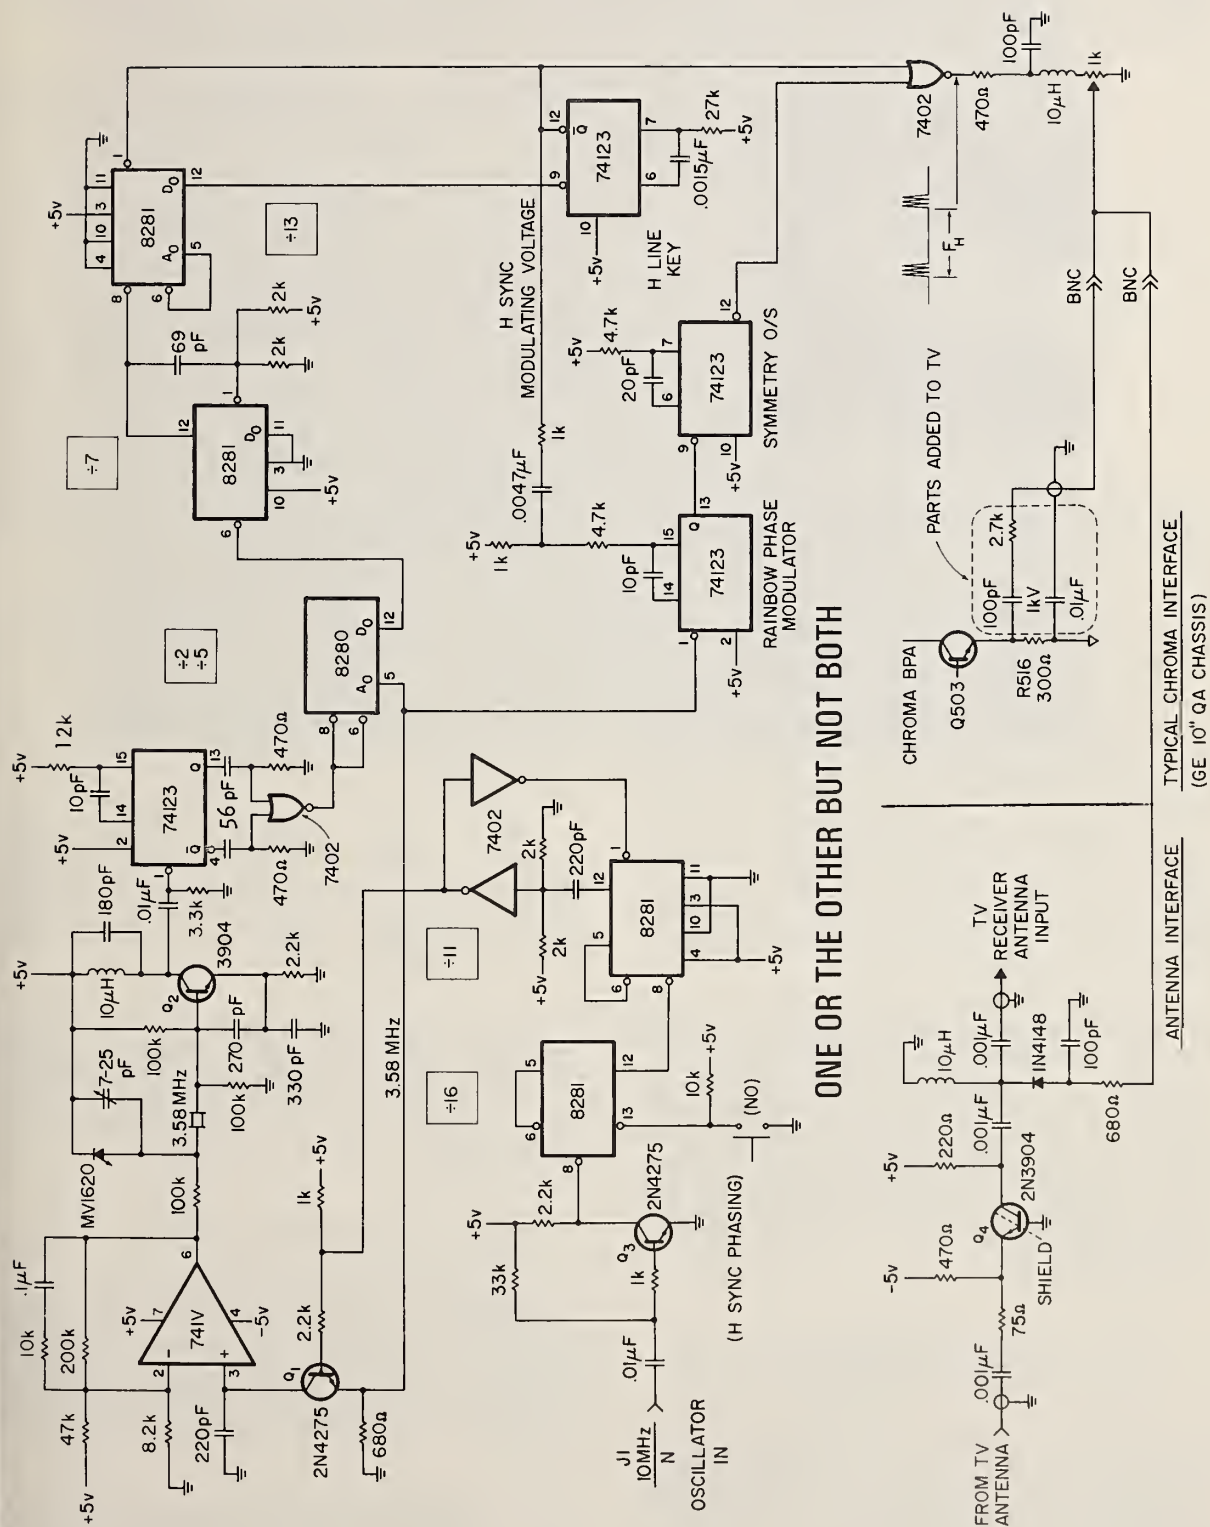 +5v
47k
10k
.1μF
200k
8.2k
220pF
2
3
-
+
741V
+5v
7
4
-5v
6
MV1620
7-25
pF
100k
3.58 MHz
100k
100k
10μH
180pF
+5v
Q2
3904
270
pF
330 pF
2.2k
.01μF
3.3k
+5v
+5v
12k
10pF
2
14
15
74123
1
Q
Q
4
13
56 pF
470Ω
470Ω
7402
÷2
÷5
8280
8
6
A0
D0
5
12
÷7
8281
6
12
1
D0
10
3
11
+5v
69
pF
2k
2k
+5v
÷13
+5v
8281
8
6
4
10
3
11
1
A0
D0
5
12
Q1
2N4275
2.2k
1k
+5v
680Ω
3.58 MHz
÷16
÷11
8281
6
5
8
12
13
10k
+5v
(NO)
(H SYNC PHASING)
+5v
33k
2.2k
Q3
2N4275
1k
.01μF
J1
10MHz
N
OSCILLATOR
IN
8281
6
5
8
12
1
4
10
3
11
+5v
220pF
2k
2k
+5v
7402
+5v
1k
.0047μF
1k
4.7k
10pF
14
15
74123
1
2
Q
13
+5v
RAINBOW PHASE
MODULATOR
+5v
4.7k
20pF
6
7
74123
9
10
12
+5v
SYMMETRY O/S
H SYNC
MODULATING VOLTAGE
9
12
Q
74123
10
6
7
+5v
.0015μF
27k
+5v
H LINE
KEY
7402
FH
470Ω
100pF
10μH
1k
ONE OR THE OTHER BUT NOT BOTH
FROM TV
ANTENNA
.001μF
75Ω
-5v
470Ω
Q4
2N3904
SHIELD
+5v
220Ω
.001μF
10μH
.001μF
TV
RECEIVER
ANTENNA
INPUT
1N4148
100pF
680Ω
ANTENNA INTERFACE
CHROMA BPA
Q503
R516
300Ω
100pF
1kV
.01μF
2.7k
PARTS ADDED TO TV
BNC
BNC
TYPICAL CHROMA INTERFACE
(GE 10" QA CHASSIS)